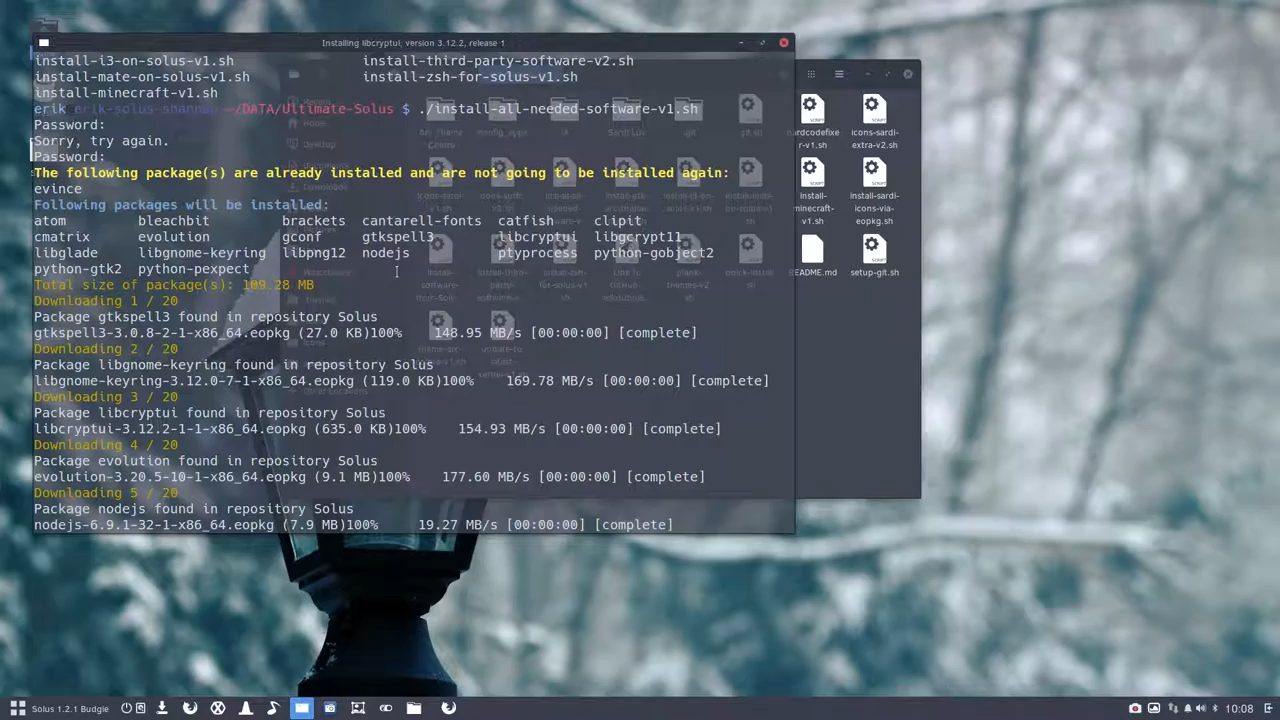 Installing libcryptui, version 3.12.2, release 1
install-i3-on-solus-v1.sh install-third-party-software-v2.sh
install-mate-on-solus-v1.sh install-zsh-for-solus-v1.sh
install-minecraft-v1.sh
erik erik-solus-shannon ~/DATA/Ultimate-Solus $ ./install-all-needed-software-v1.sh
Password:
Sorry, try again.
Password:
The following package(s) are already installed and are not going to be installed again:
evince
Following packages will be installed:
atom bleachbit brackets cantarell-fonts catfish clipit
cmatrix evolution gconf gtkspell3 libcryptui libgcrypt11
libglade libgnome-keyring libpng12 nodejs ptyprocess python-gobject2
python-gtk2 python-pexpect
Total size of package(s): 109.28 MB
Downloading 1 / 20
Package gtkspell3 found in repository Solus
gtkspell3-3.0.8-2-1-x86_64.eopkg (27.0 KB)100% 148.95 MB/s [00:00:00] [complete]
Downloading 2 / 20
Package libgnome-keyring found in repository Solus
libgnome-keyring-3.12.0-7-1-x86_64.eopkg (119.0 KB)100% 169.78 MB/s [00:00:00] [complete]
Downloading 3 / 20
Package libcryptui found in repository Solus
libcryptui-3.12.2-1-1-x86_64.eopkg (635.0 KB)100% 154.93 MB/s [00:00:00] [complete]
Downloading 4 / 20
Package evolution found in repository Solus
evolution-3.20.5-10-1-x86_64.eopkg (9.1 MB)100% 177.60 MB/s [00:00:00] [complete]
Downloading 5 / 20
Package nodejs found in repository Solus
nodejs-6.9.1-32-1-x86_64.eopkg (7.9 MB)100% 19.27 MB/s [00:00:00] [complete]
hardcodefixe
r-v1.sh
icons-sardi-
extra-v2.sh
install-
minecraft-
v1.sh
install-sardi-
icons-via-
eopkg.sh
README.md
setup-git.sh
Solus 1.2.1 Budgie
10:08